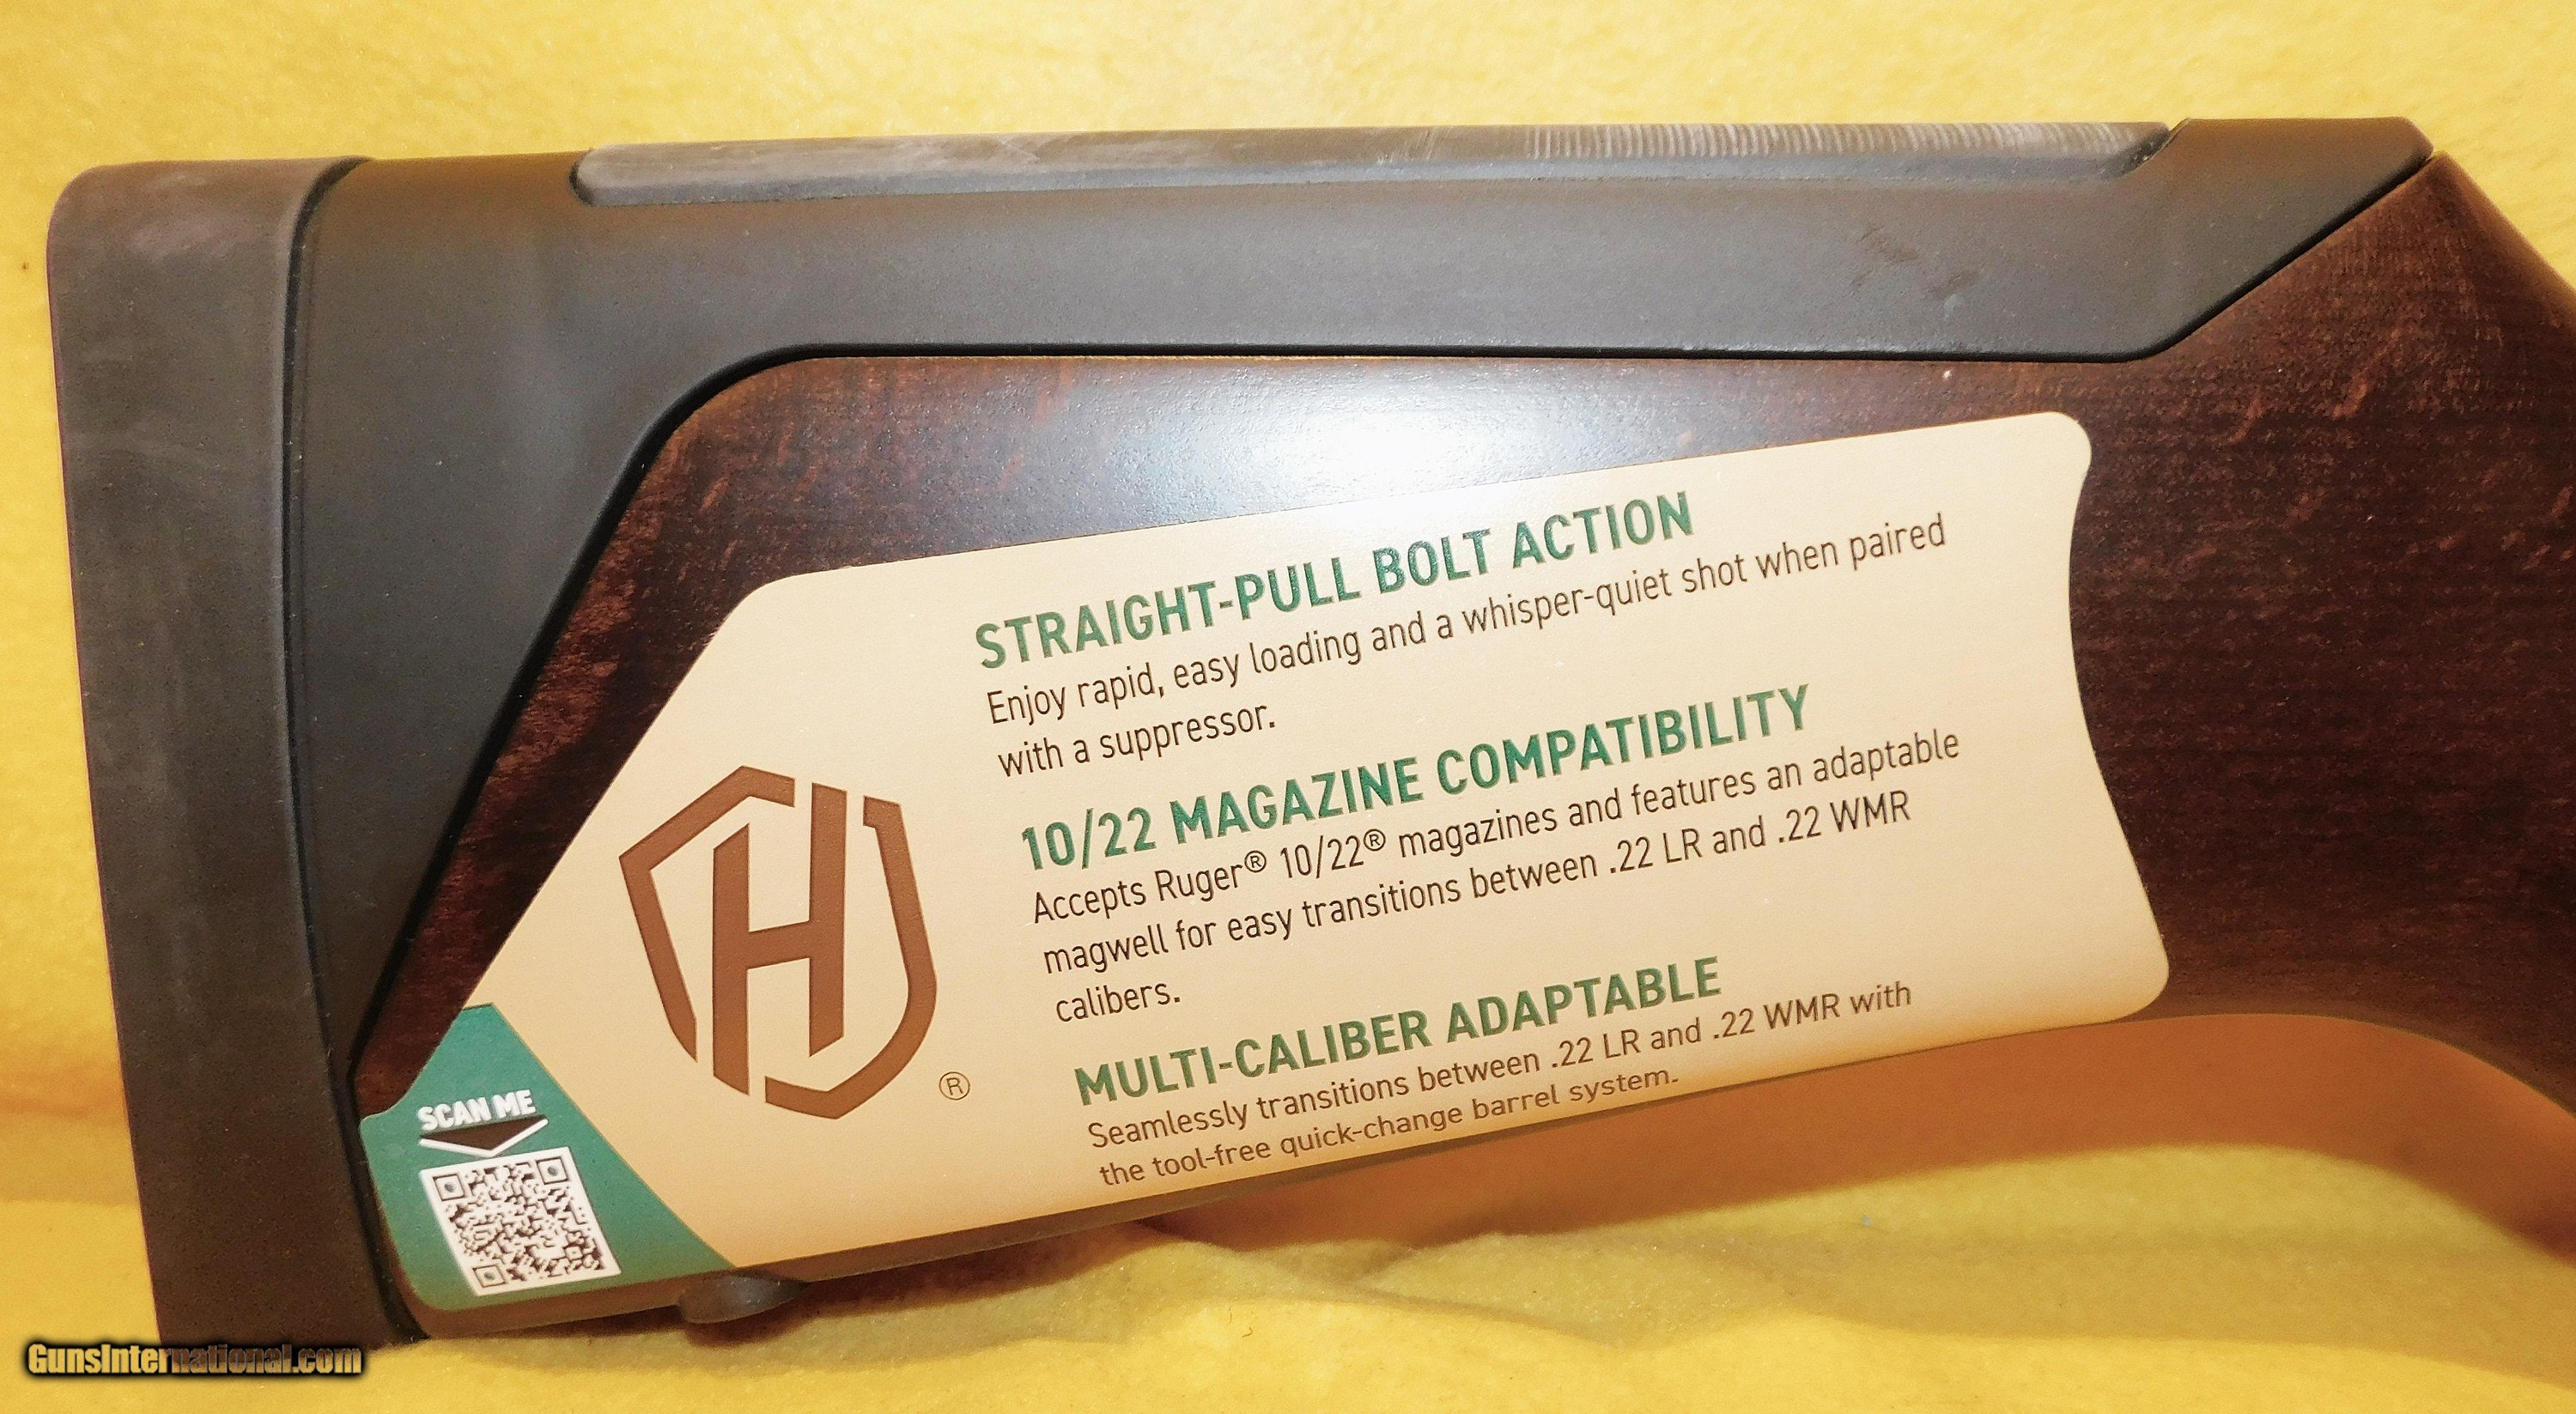 STRAIGHT-PULL BOLT ACTION
Enjoy rapid, easy loading and a whisper-quiet shot when paired
with a suppressor.
10/22 MAGAZINE COMPATIBILITY
Accepts Ruger® 10/22® magazines and features an adaptable
magwell for easy transitions between .22 LR and .22 WMR
calibers.
MULTI-CALIBER ADAPTABLE
Seamlessly transitions between .22 LR and .22 WMR with
the tool-free quick-change barrel system.
H
®
SCAN ME
GunsInternational.com